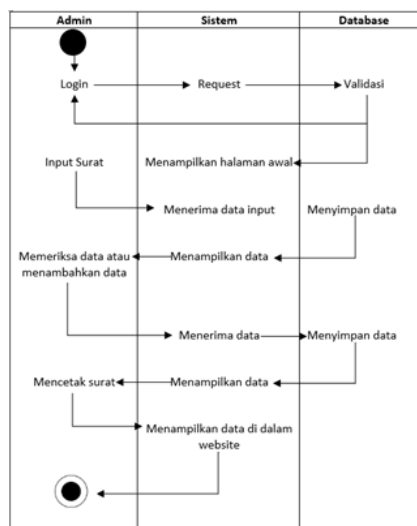 Admin
Sistem
Database
Login
Request
Validasi
Input Surat
Menampilkan halaman awal
Menerima data input
Menyimpan data
Memeriksa data atau
menambahkan data
Menampilkan data
Menerima data
Menyimpan data
Mencetak surat
Menampilkan data
Menampilkan data di dalam
website